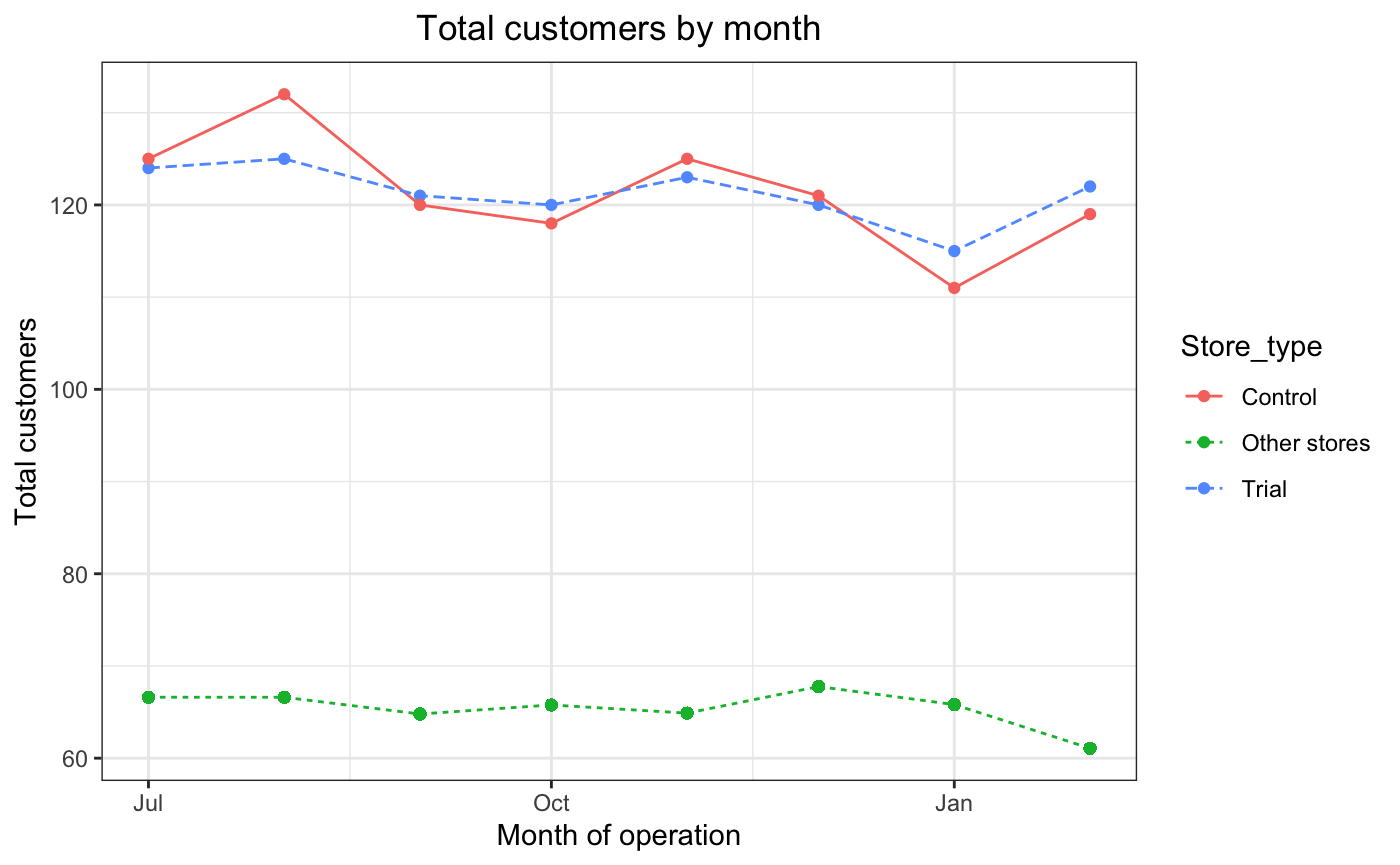 Total customers by month
Total customers
120
100
80
60
Jul
Oct
Jan
Month of operation
Store_type
Control
Other stores
Trial